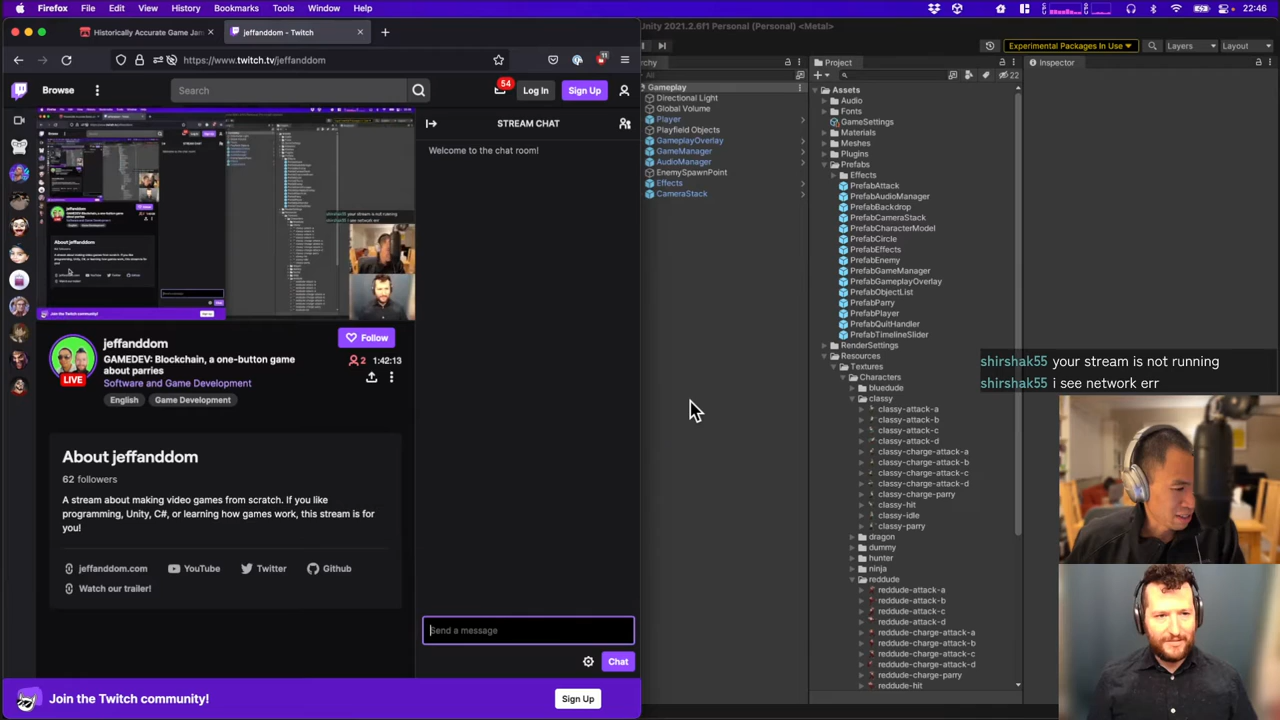 Firefox File Edit View History Bookmarks Tools Window Help 22:46
Historically Accurate Game Jam
jeffanddom - Twitch
https://www.twitch.tv/jeffanddom
11
Browse
Search
54
Log In
Sign Up
STREAM CHAT
Welcome to the chat room!
jeffanddom
LIVE
GAMEDEV: Blockchain, a one-button game
about parries
Software and Game Development
English
Game Development
Follow
2
1:42:13
About jeffanddom
62 followers
A stream about making video games from scratch. If you like
programming, Unity, C#, or learning how games work, this stream is for
you!
jeffanddom.com
YouTube
Twitter
Github
Watch our trailer!
Send a message
Chat
Join the Twitch community!
Sign Up
Unity 2021.2.6f1 Personal (Personal) <Metal>
Experimental Packages In Use
Layers
Layout
All
Gameplay
Directional Light
Global Volume
Player
Playfield Objects
GameplayOverlay
GameManager
AudioManager
EnemySpawnPoint
Effects
CameraStack
Project
22
Assets
Audio
Fonts
GameSettings
Materials
Meshes
Plugins
Prefabs
Effects
PrefabAttack
PrefabAudioManager
PrefabBackdrop
PrefabCameraStack
PrefabCharacterModel
PrefabCircle
PrefabEffects
PrefabEnemy
PrefabGameManager
PrefabGameplayOverlay
PrefabObjectList
PrefabParry
PrefabPlayer
PrefabQuitHandler
PrefabTimelineSlider
RenderSettings
Resources
Textures
Characters
bluedude
classy
classy-attack-a
classy-attack-b
classy-attack-c
classy-attack-d
classy-charge-attack-a
classy-charge-attack-b
classy-charge-attack-c
classy-charge-attack-d
classy-charge-parry
classy-hit
classy-idle
classy-parry
dragon
dummy
hunter
ninja
reddude
reddude-attack-a
reddude-attack-b
reddude-attack-c
reddude-attack-d
reddude-charge-attack-a
reddude-charge-attack-b
reddude-charge-attack-c
reddude-charge-attack-d
reddude-charge-parry
reddude-hit
Inspector
shirshak55 your stream is not running
shirshak55 i see network err